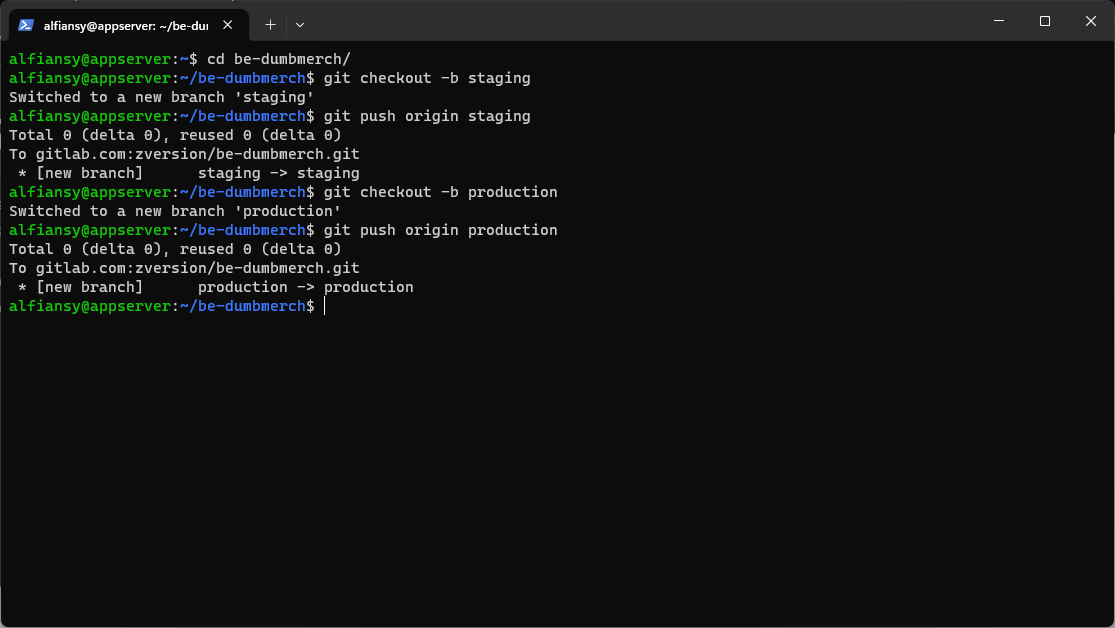 alfiansy@appserver: ~/be-dur
alfiansy@appserver:~$ cd be-dumbmerch/
alfiansy@appserver:~/be-dumbmerch$ git checkout -b staging
Switched to a new branch 'staging'
alfiansy@appserver:~/be-dumbmerch$ git push origin staging
Total 0 (delta 0), reused 0 (delta 0)
To gitlab.com:zversion/be-dumbmerch.git
 * [new branch]      staging -> staging
alfiansy@appserver:~/be-dumbmerch$ git checkout -b production
Switched to a new branch 'production'
alfiansy@appserver:~/be-dumbmerch$ git push origin production
Total 0 (delta 0), reused 0 (delta 0)
To gitlab.com:zversion/be-dumbmerch.git
 * [new branch]      production -> production
alfiansy@appserver:~/be-dumbmerch$